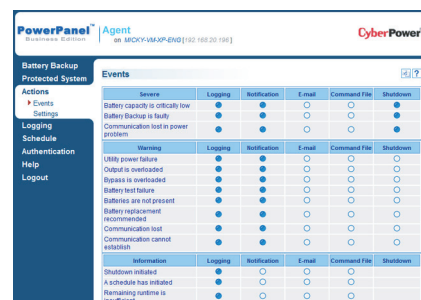 PowerPanel™
Business Edition
Agent
on MICKY-VM-XP-ENG [192.168.20.196]
CyberPower
Battery Backup
Protected System
Actions
Events
Settings
Logging
Schedule
Authentication
Help
Logout
Events
?
Severe Logging Notification E-mail Command File Shutdown
Battery capacity is critically low
Battery Backup is faulty
Communication lost in power
problem
Warning Logging Notification E-mail Command File Shutdown
Utility power failure
Output is overloaded
Bypass is overloaded
Battery test failure
Batteries are not present
Battery replacement
recommended
Communication lost
Communication cannot
establish
Information Logging Notification E-mail Command File Shutdown
Shutdown initiated
A schedule has initiated
Remaining runtime is
insufficient